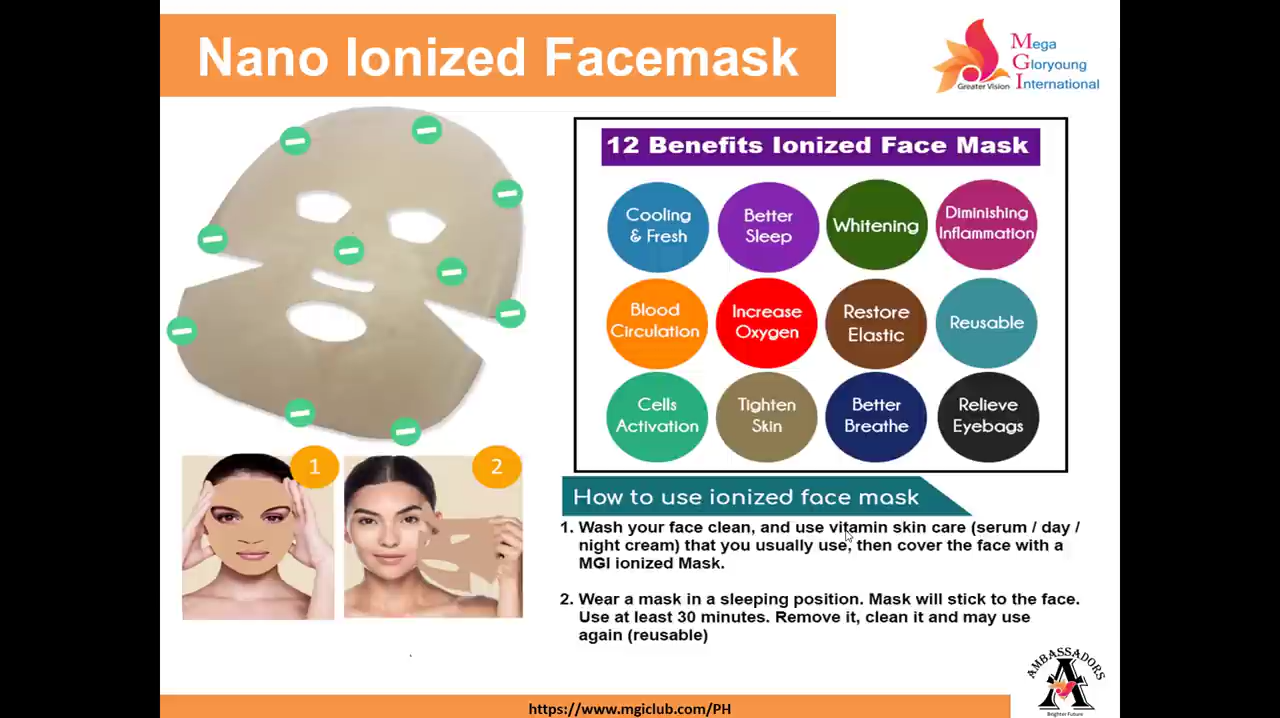 Nano Ionized Facemask
Mega
Gloryoung
International
Greater Vision
12 Benefits Ionized Face Mask
Cooling
& Fresh
Better
Sleep
Whitening
Diminishing
Inflammation
Blood
Circulation
Increase
Oxygen
Restore
Elastic
Reusable
Cells
Activation
Tighten
Skin
Better
Breathe
Relieve
Eyebags
1
2
How to use ionized face mask
1. Wash your face clean, and use vitamin skin care (serum / day /
night cream) that you usually use, then cover the face with a
MGI ionized Mask.
2. Wear a mask in a sleeping position. Mask will stick to the face.
Use at least 30 minutes. Remove it, clean it and may use
again (reusable)
AMBASSADORS
A
Brighter Future
https://www.mgiclub.com/PH